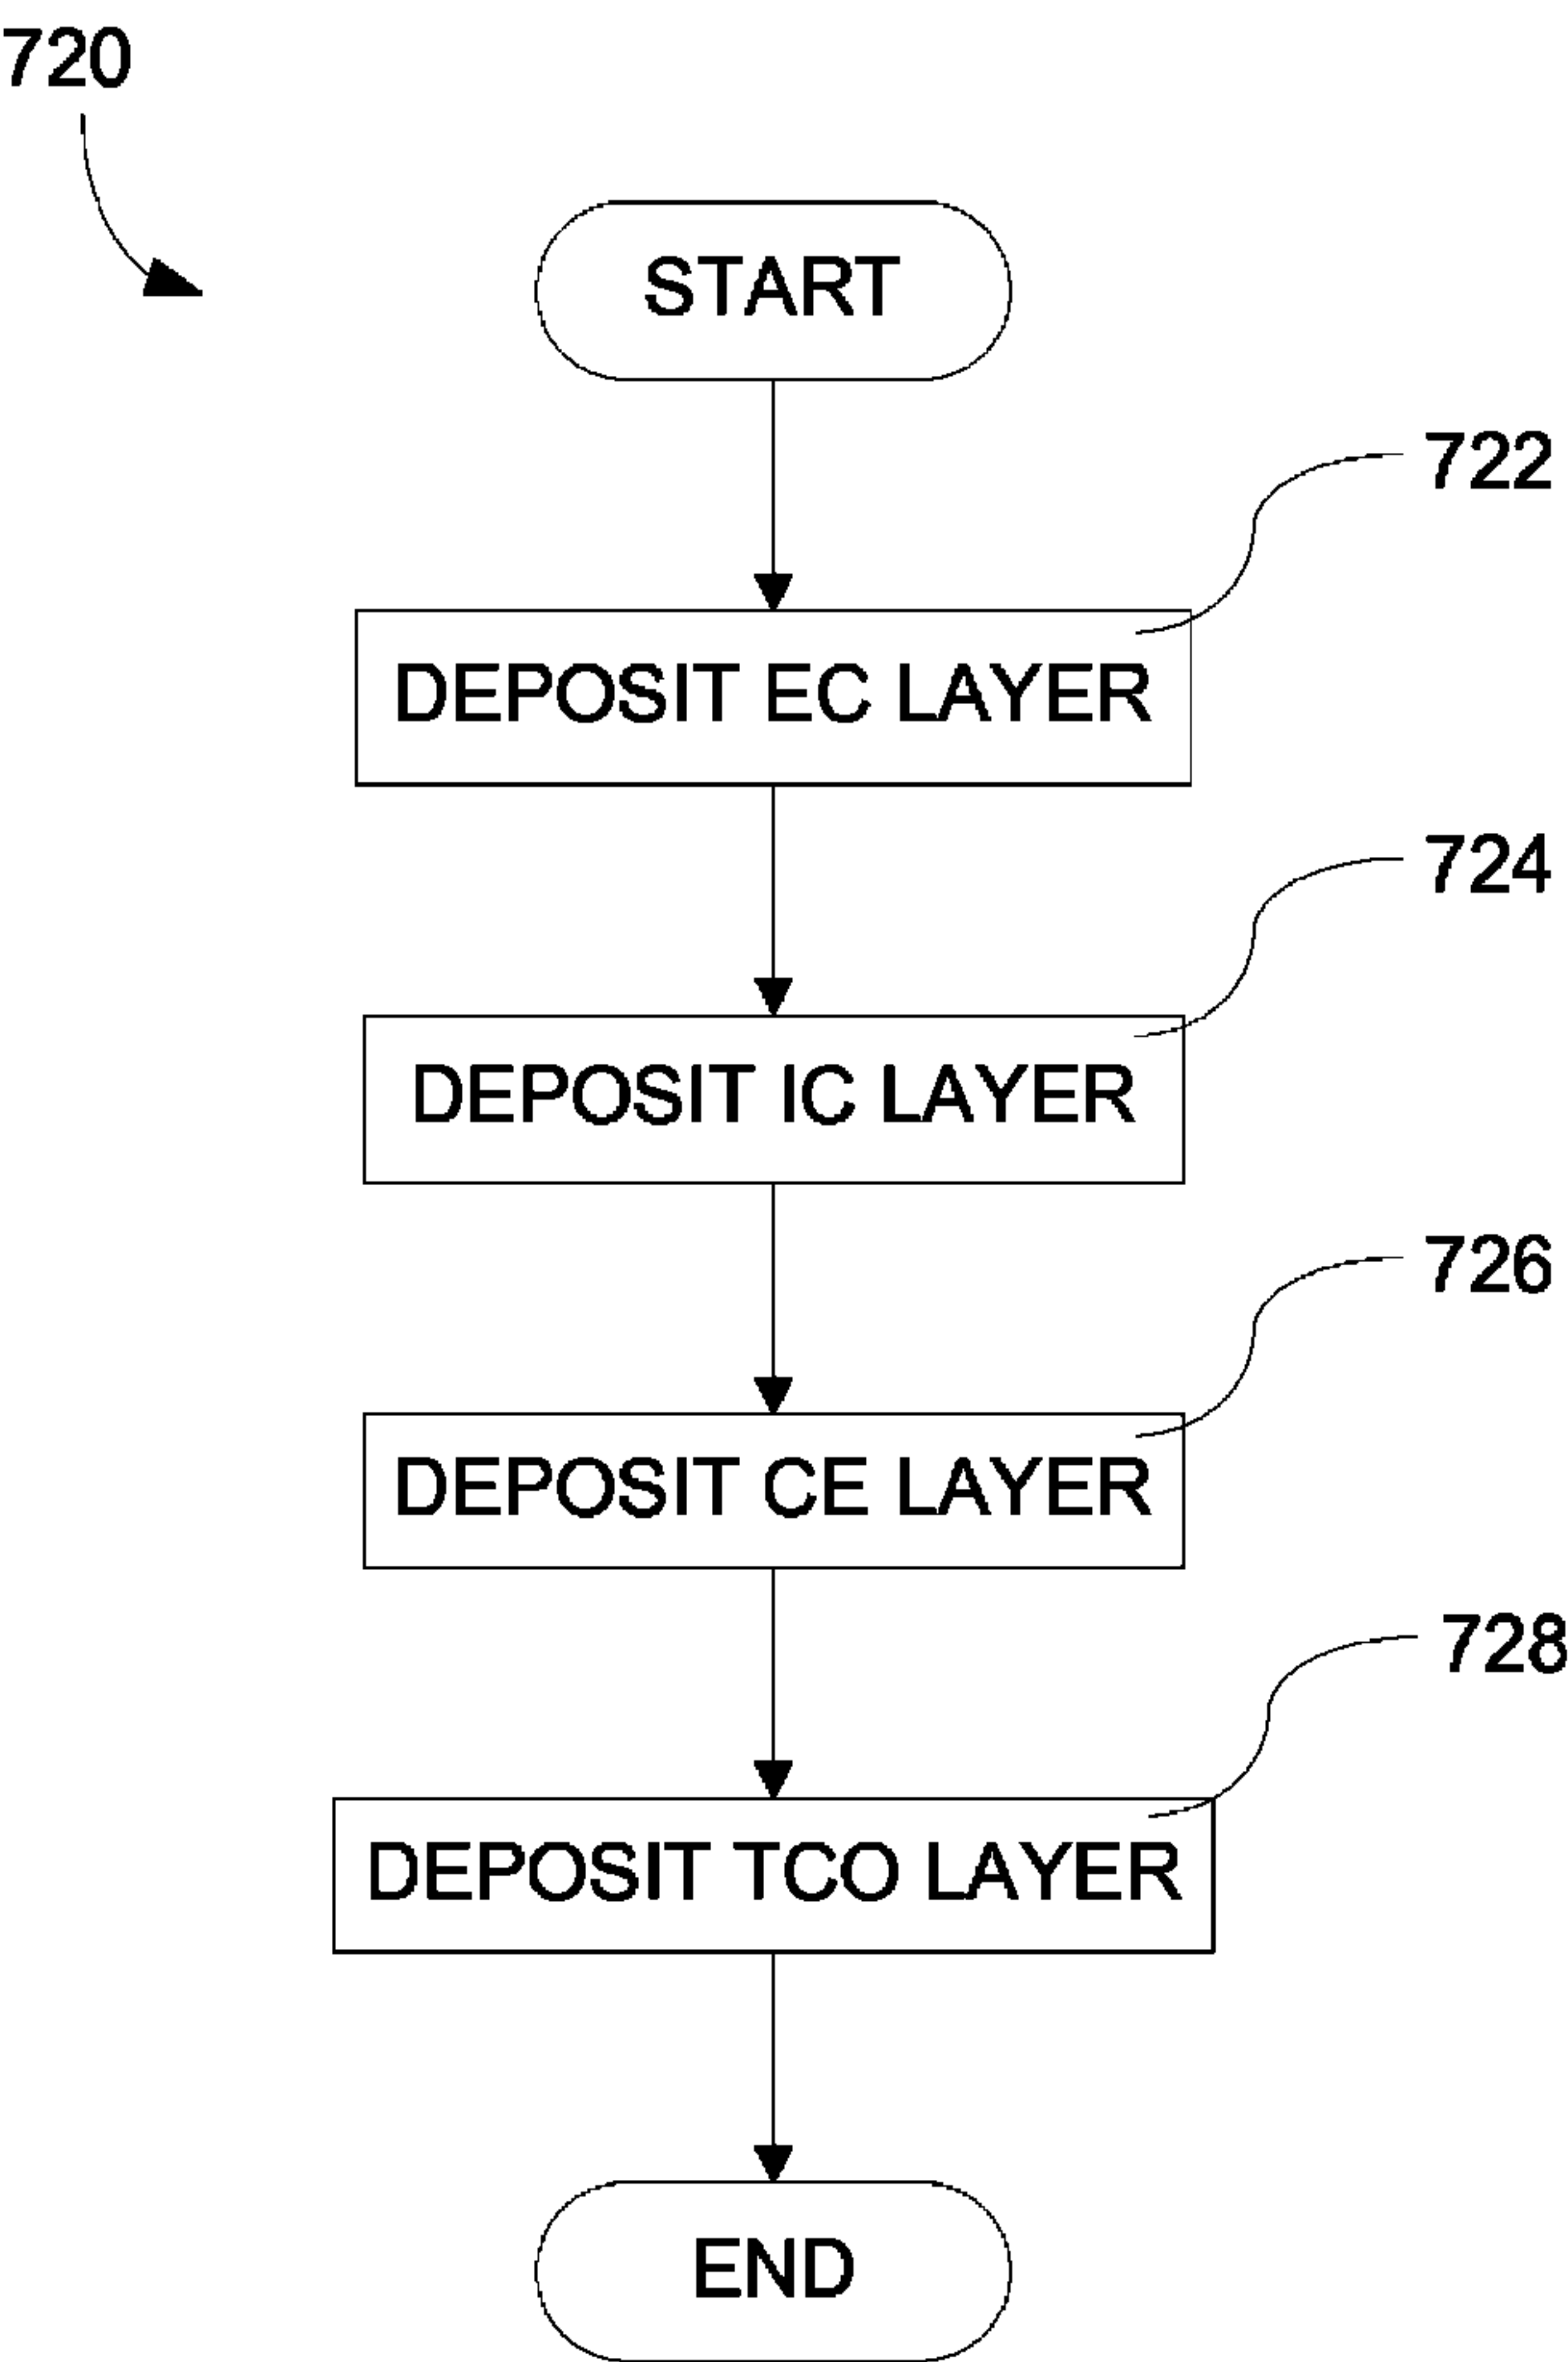 720
START
722
DEPOSIT EC LAYER
724
DEPOSIT IC LAYER
726
DEPOSIT CE LAYER
728
DEPOSIT TCO LAYER
END